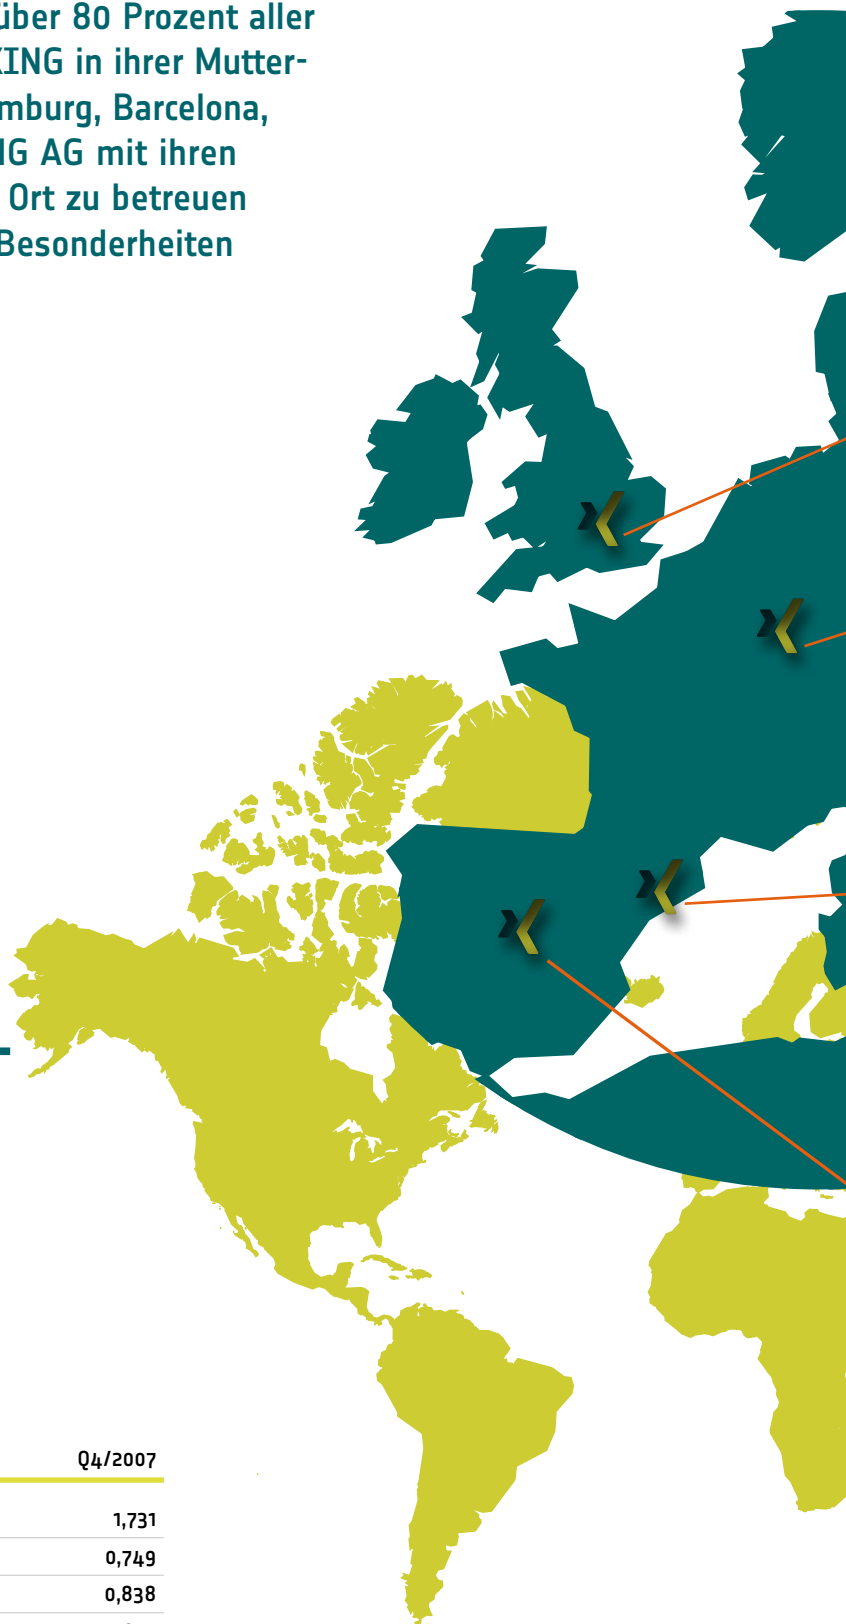 über 80 Prozent aller
XING in ihrer Mutter-
mburg, Barcelona,
NG AG mit ihren
Ort zu betreuen
Besonderheiten
Q4/2007
1,731
0,749
0,838